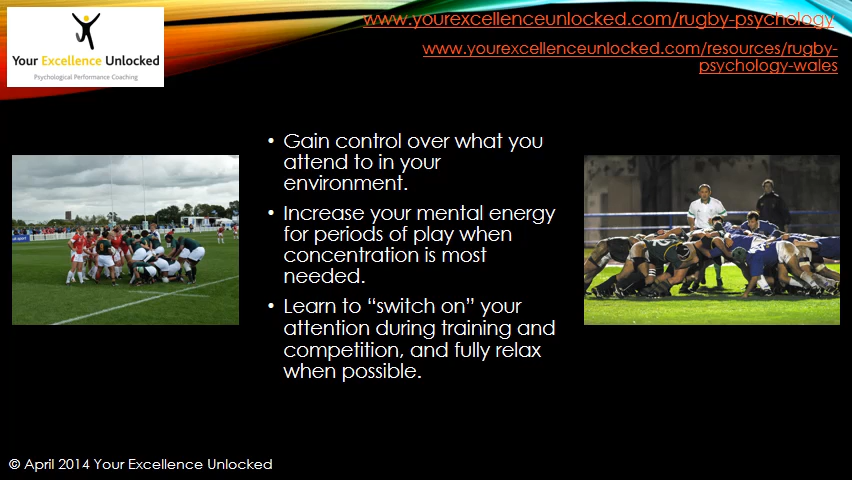 www.yourexcellenceunlocked.com/rugby-psychology
www.yourexcellenceunlocked.com/resources/rugby-
psychology-wales
Your Excellence Unlocked
Psychological Performance Coaching
• Gain control over what you
attend to in your
environment.
• Increase your mental energy
for periods of play when
concentration is most
needed.
• Learn to “switch on” your
attention during training and
competition, and fully relax
when possible.
© April 2014 Your Excellence Unlocked